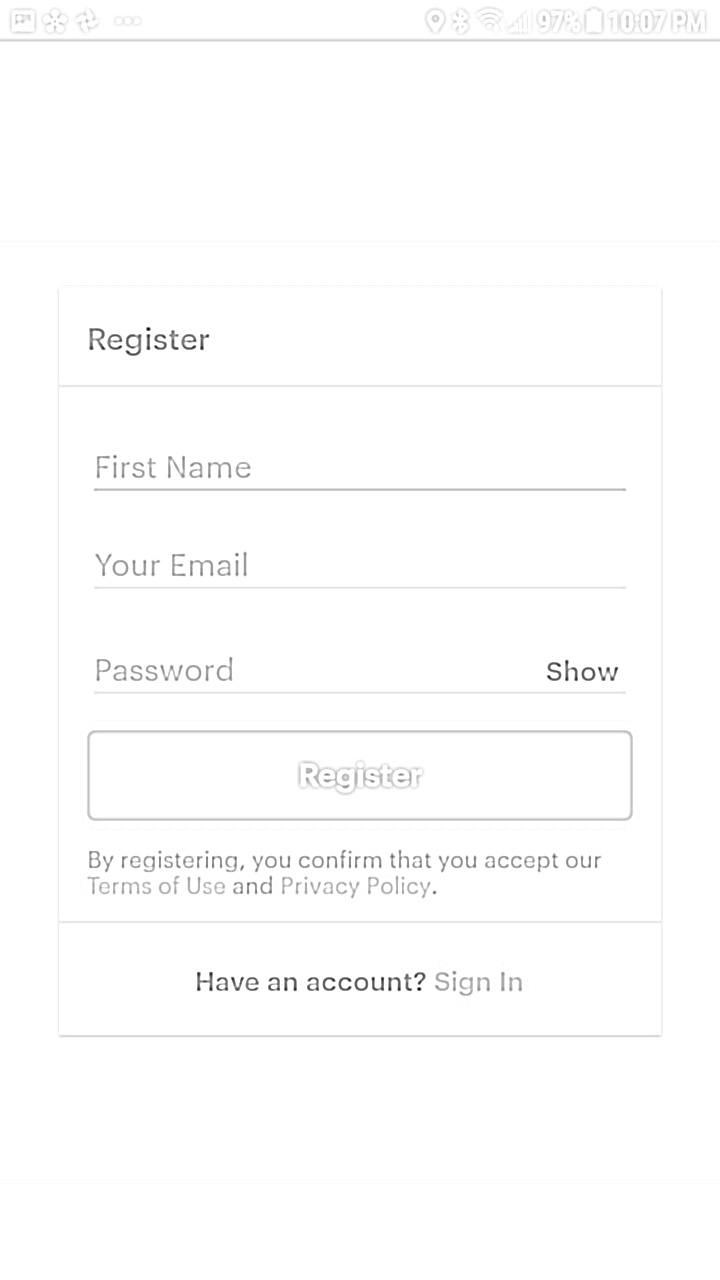 97% 10:07 PM
Register
First Name
Your Email
Password Show
Register
By registering, you confirm that you accept our
Terms of Use and Privacy Policy.
Have an account? Sign In